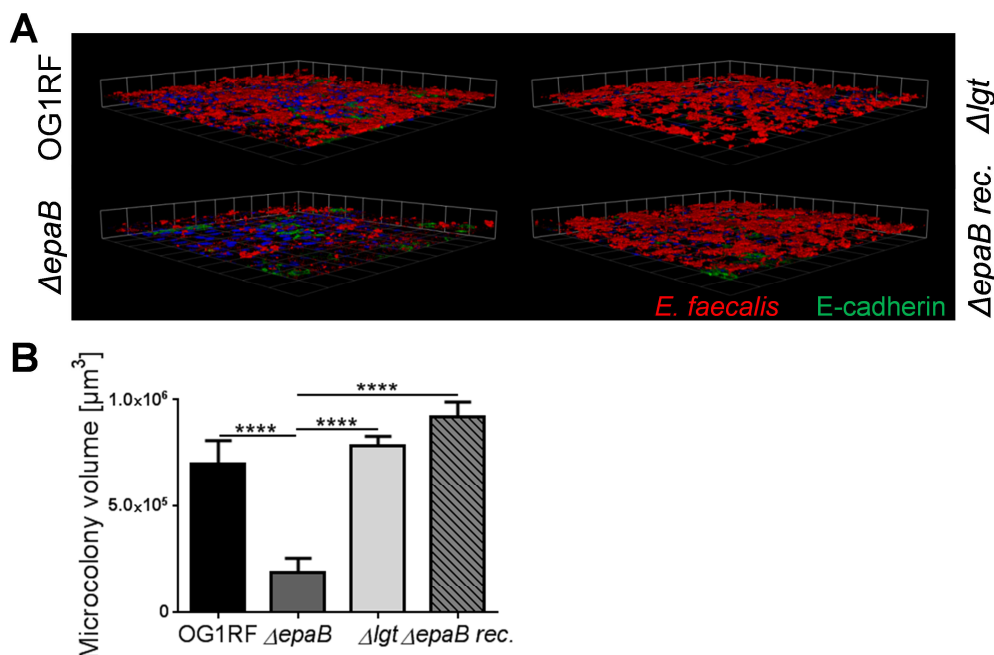 A
OG1RF
Δlgt
ΔepaB
ΔepaB rec.
E. faecalis E-cadherin
B
Microcolony volume [µm³]
1.0x10⁶
5.0x10⁵
0
****
**** ****
OG1RF ΔepaB Δlgt ΔepaB rec.